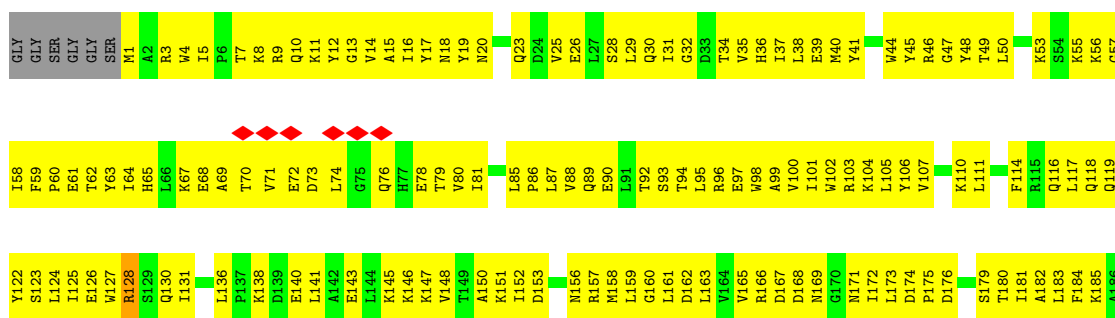 GLY GLY SER GLY GLY SER M1 A2 R3 W4 I5 P6 T7 K8 R9 Q10 K11 Y12 G13 V14 A15 I16 Y17 N18 Y19 N20 Q23 D24 V25 E26 L27 S28 L29 Q30 I31 G32 D33 T34 V35 H36 I37 L38 E39 M40 Y41 W44 Y45 R46 G47 Y48 T49 L50 K53 S54 K55 K56 G57
I58 F59 P60 E61 T62 Y63 I64 H65 L66 K67 E68 A69 T70 V71 E72 D73 L74 G75 Q76 H77 E78 T79 V80 I81 L85 P86 L87 V88 Q89 E90 L91 T92 S93 T94 L95 R96 E97 W98 A99 V100 I101 W102 R103 K104 L105 Y106 V107 K110 L111 F114 R115 Q116 L117 Q118 Q119
Y122 S123 L124 I125 E126 W127 R128 S129 Q130 I131 L136 P137 K138 D139 E140 L141 A142 E143 L144 K145 K146 K147 V148 T149 A150 K151 I152 D153 N156 R157 M158 L159 G160 L161 D162 L163 V164 V165 R166 D167 D168 N169 G170 N171 I172 L173 D174 P175 D176 S179 T180 I181 A182 L183 F184 K185 A186